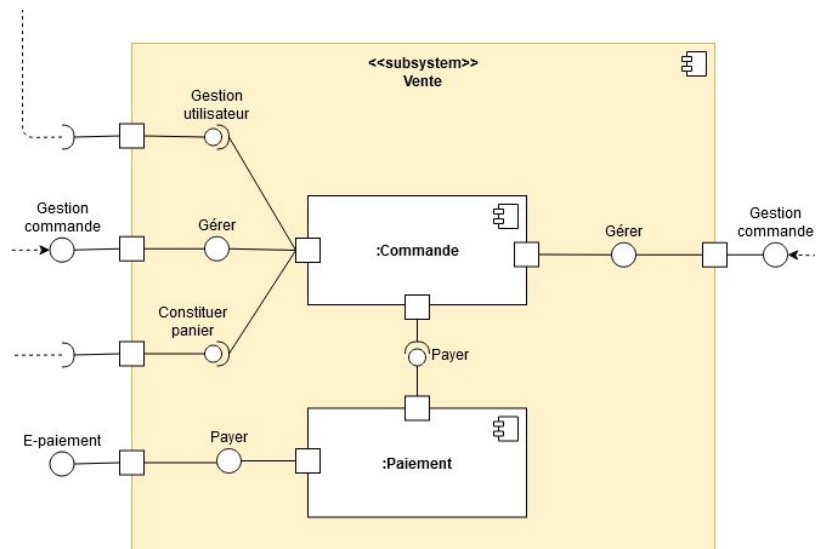 <<subsystem>>
Vente
Gestion
utilisateur
Gestion
commande
Gérer
:Commande
Gérer
Gestion
commande
Constituer
panier
Payer
E-paiement
Payer
:Paiement